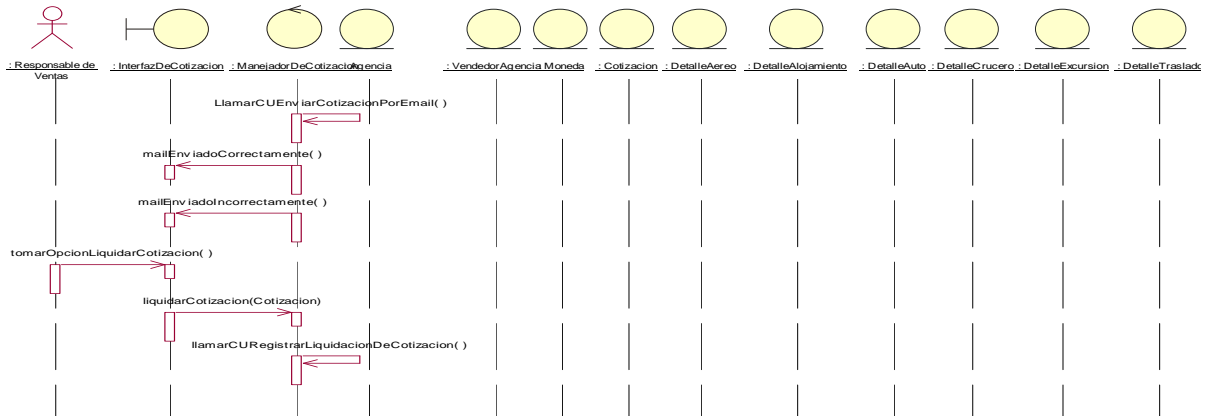 : Responsable de
Ventas
: InterfazDeCotizacion
: ManejadorDeCotizacion
Agencia
: VendedorAgencia
Moneda
: Cotizacion
: DetalleAereo
: DetalleAlojamiento
: DetalleAuto
: DetalleCrucero
: DetalleExcursion
: DetalleTraslado
LlamarCUEnviarCotizacionPorEmail( )
mailEnviadoCorrectamente( )
mailEnviadoIncorrectamente( )
tomarOpcionLiquidarCotizacion( )
liquidarCotizacion(Cotizacion)
llamarCURegistrarLiquidacionDeCotizacion( )